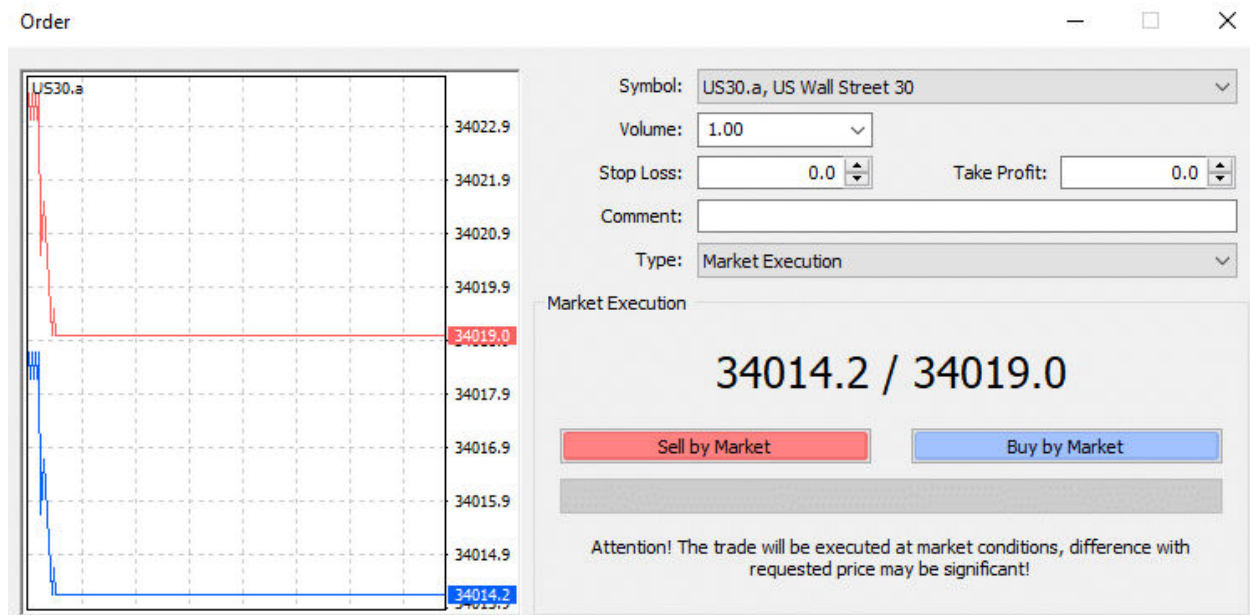 Order
US30.a
34022.9
34021.9
34020.9
34019.9
34019.0
34017.9
34016.9
34015.9
34014.9
34014.2
Symbol: US30.a, US Wall Street 30
Volume: 1.00
Stop Loss: 0.0 Take Profit: 0.0
Comment:
Type: Market Execution
Market Execution
34014.2 / 34019.0
Sell by Market Buy by Market
Attention! The trade will be executed at market conditions, difference with
requested price may be significant!